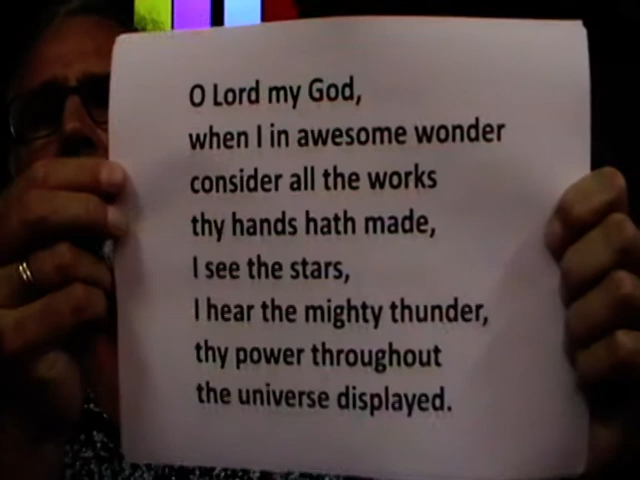 O Lord my God,
when I in awesome wonder
consider all the works
thy hands hath made,
I see the stars,
I hear the mighty thunder,
thy power throughout
the universe displayed.